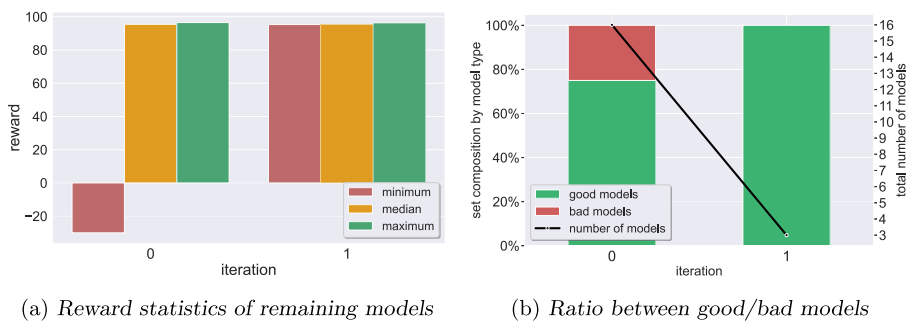 100
80
60
40
20
0
−20
reward
minimum
median
maximum
0
1
iteration
(a) Reward statistics of remaining models
100%
80%
60%
40%
20%
0%
set composition by model type
good models
bad models
number of models
16
15
14
13
12
11
10
9
8
7
6
5
4
3
total number of models
0
1
iteration
(b) Ratio between good/bad models